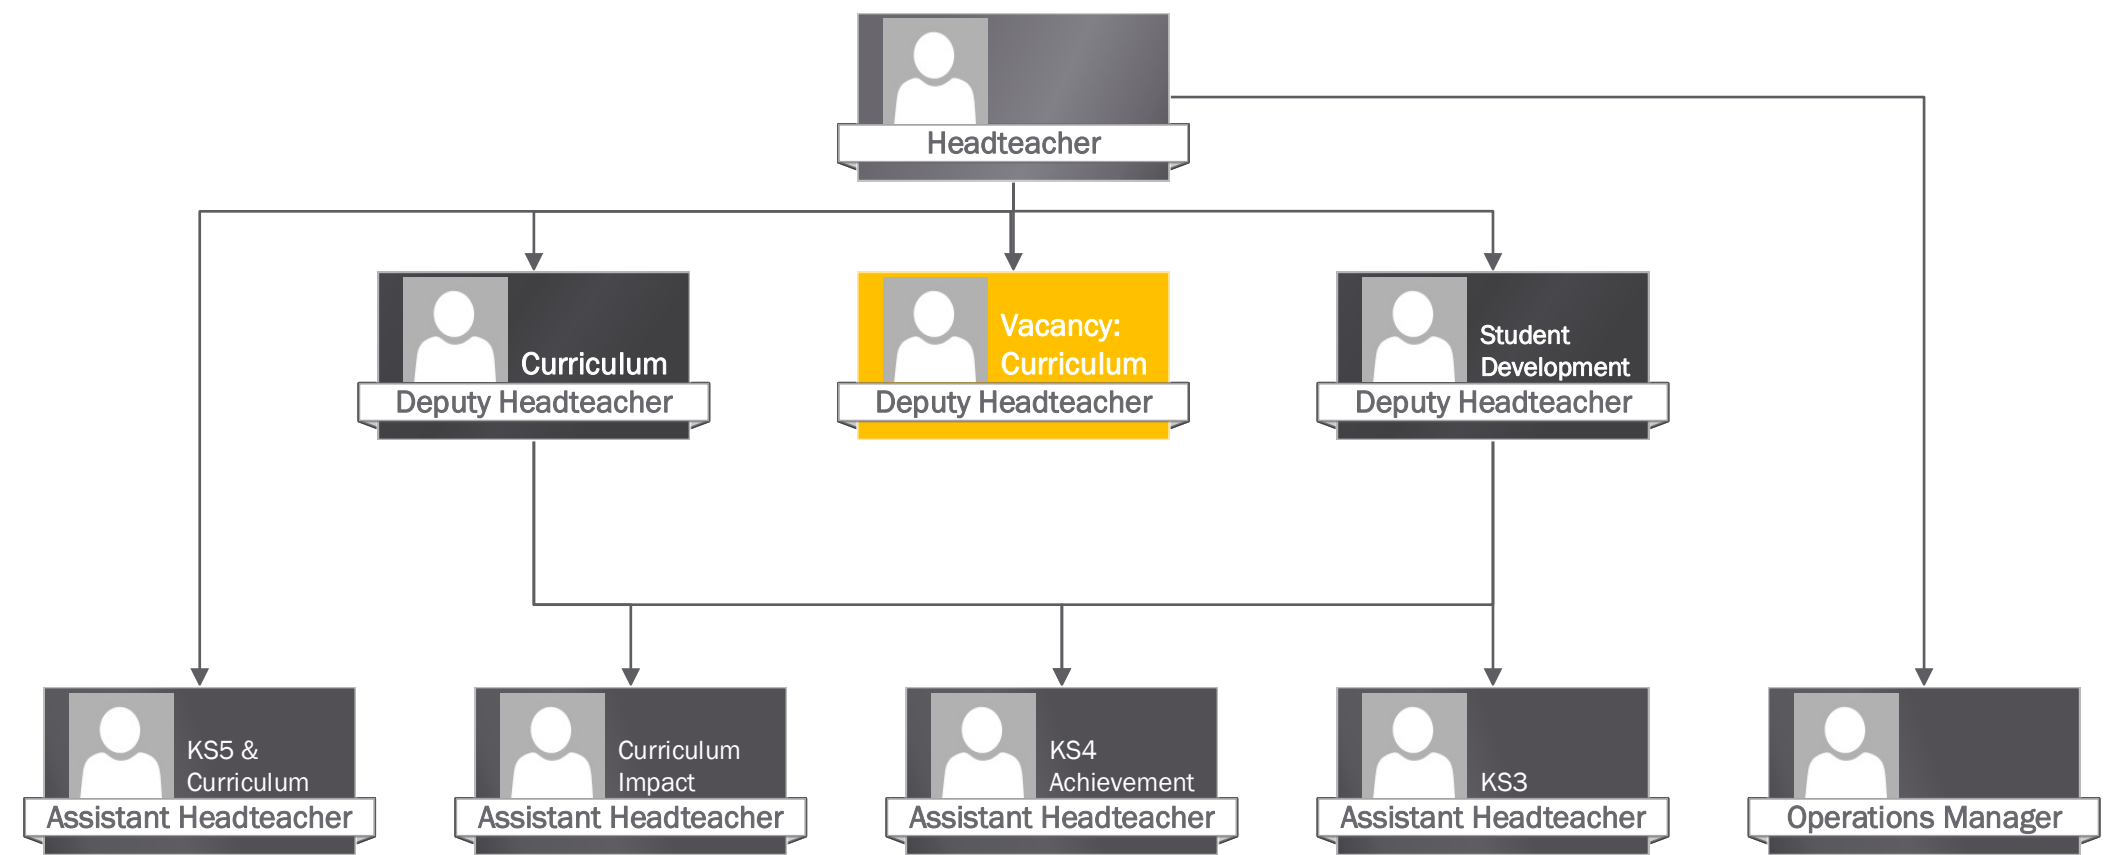 Headteacher
Curriculum
Deputy Headteacher
Vacancy:
Curriculum
Deputy Headteacher
Student
Development
Deputy Headteacher
KS5 &
Curriculum
Assistant Headteacher
Curriculum
Impact
Assistant Headteacher
KS4
Achievement
Assistant Headteacher
KS3
Assistant Headteacher
Operations Manager